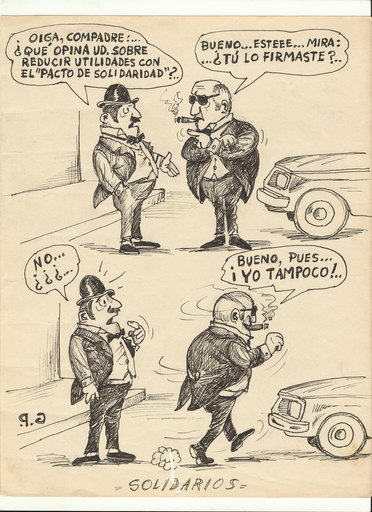 OIGA, COMPADRE:...
¿QUÉ OPINA UD. SOBRE
REDUCIR UTILIDADES CON
EL "PACTO DE SOLIDARIDAD"?..
BUENO...ESTEEE...MIRA:
...¿TÚ LO FIRMASTE?..
NO...
¿¿¿...
BUENO, PUES...
¡YO TAMPOCO!..
R.G
=SOLIDARIOS=